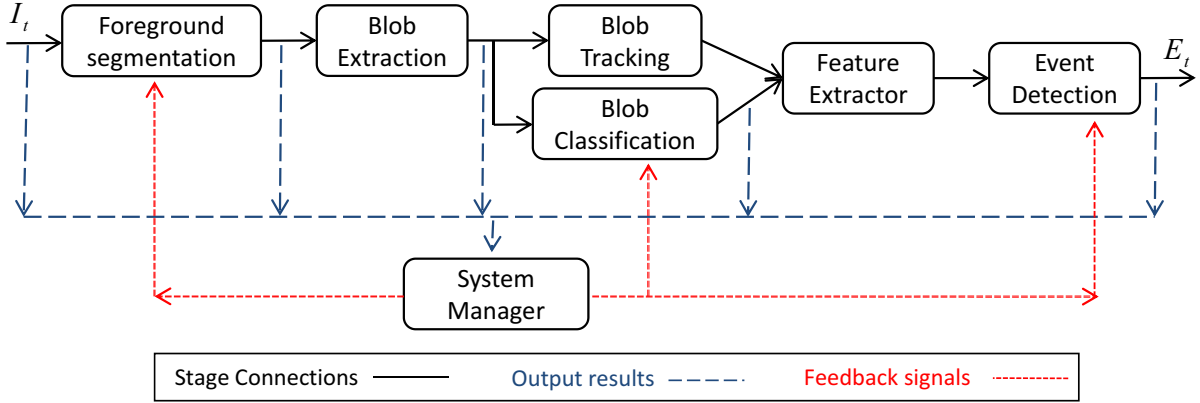 I_t
Foreground
segmentation
Blob
Extraction
Blob
Tracking
Blob
Classification
Feature
Extractor
Event
Detection
E_t
System
Manager
Stage Connections
Output results
Feedback signals